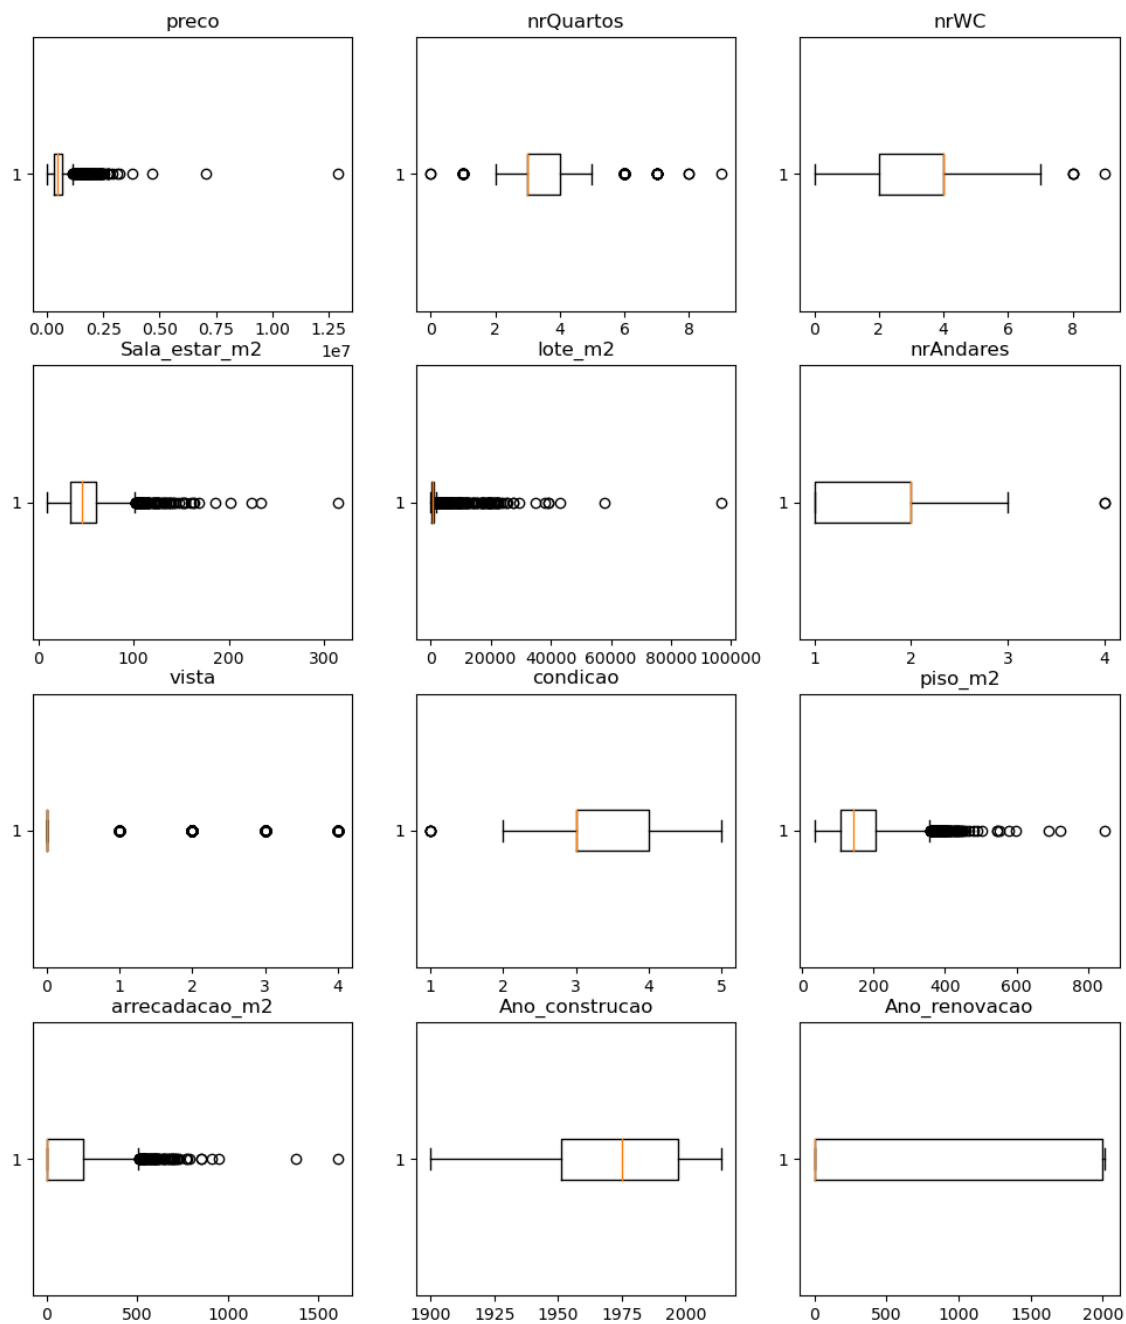 preco nrQuartos nrWC
1 1 1
0.00 0.25 0.50 0.75 1.00 1.25 0 2 4 6 8 0 2 4 6 8
1e7
Sala_estar_m2 lote_m2 nrAndares
1 1 1
0 100 200 300 0 20000 40000 60000 80000 100000 1 2 3 4
vista condicao piso_m2
1 1 1
0 1 2 3 4 1 2 3 4 5 0 200 400 600 800
arrecadacao_m2 Ano_construcao Ano_renovacao
1 1 1
0 500 1000 1500 1900 1925 1950 1975 2000 0 500 1000 1500 2000